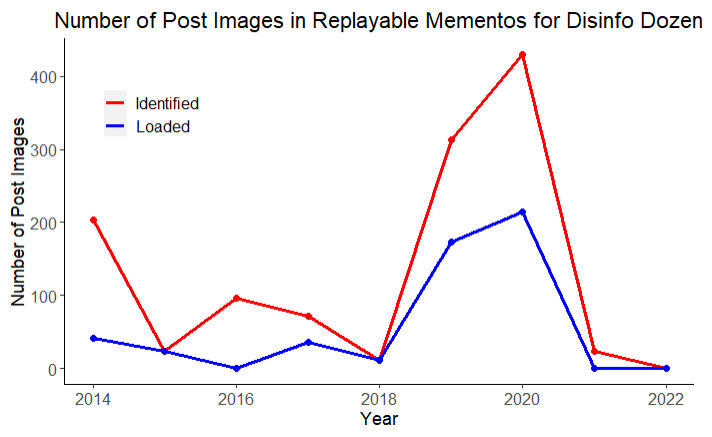 Number of Post Images in Replayable Mementos for Disinfo Dozen
400
300
200
100
0
Number of Post Images
Identified
Loaded
2014
2016
2018
2020
2022
Year